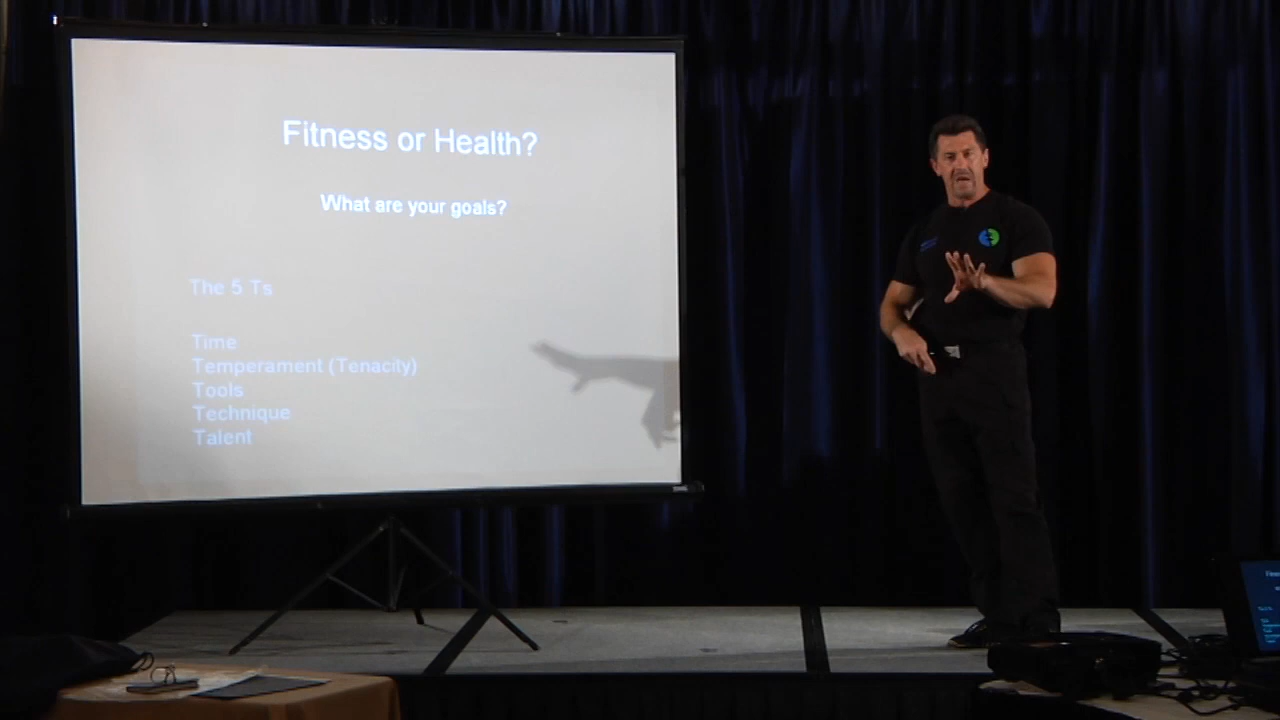 Fitness or Health?
What are your goals?
The 5 Ts
Time
Temperament (Tenacity)
Tools
Technique
Talent